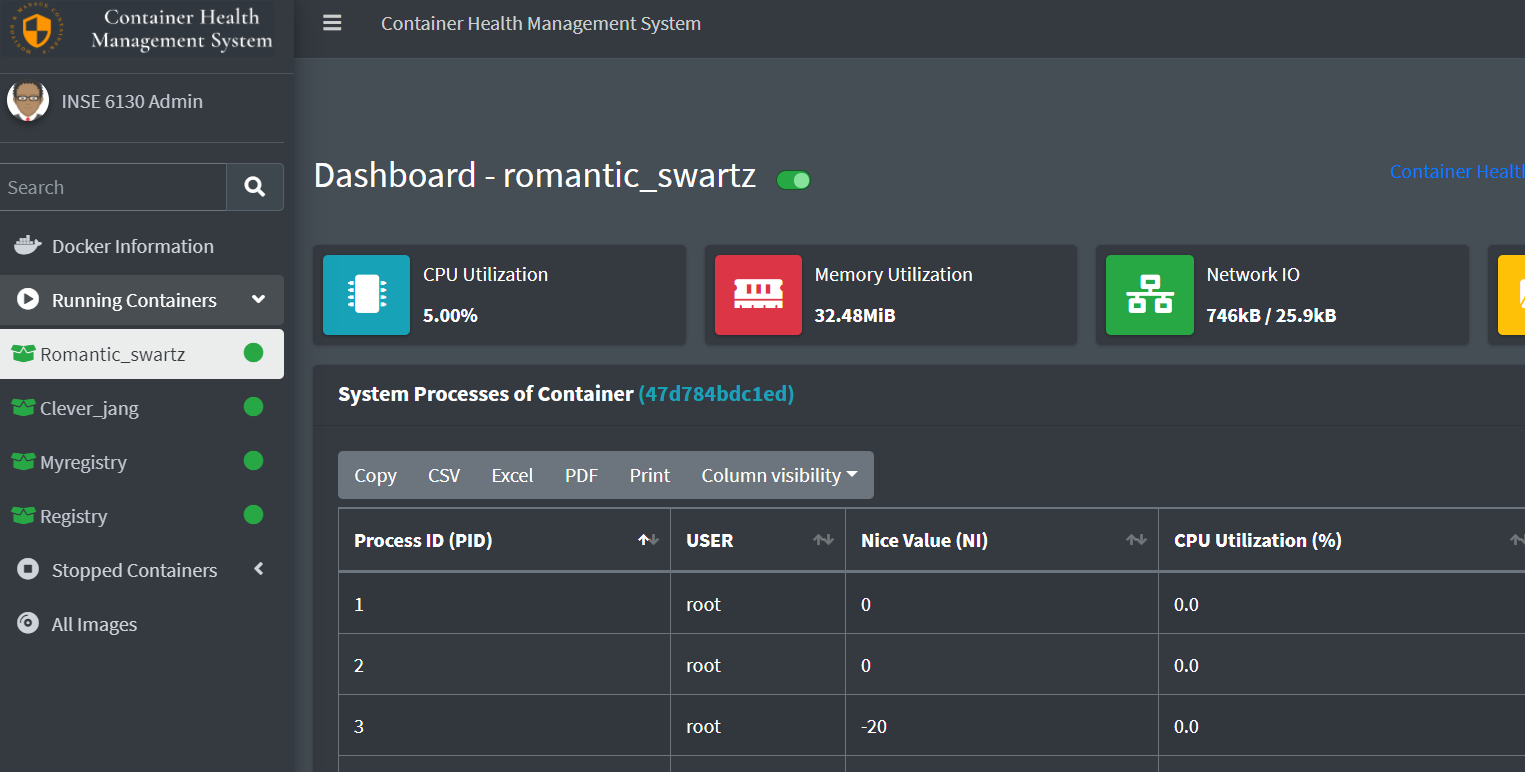 Container Health
Management System
Container Health Management System
INSE 6130 Admin
Search
Dashboard - romantic_swartz
Container Healt
Docker Information
Running Containers
Romantic_swartz
Clever_jang
Myregistry
Registry
Stopped Containers
All Images
CPU Utilization
5.00%
Memory Utilization
32.48MiB
Network IO
746kB / 25.9kB
System Processes of Container (47d784bdc1ed)
Copy CSV Excel PDF Print Column visibility
Process ID (PID) USER Nice Value (NI) CPU Utilization (%)
1 root 0 0.0
2 root 0 0.0
3 root -20 0.0